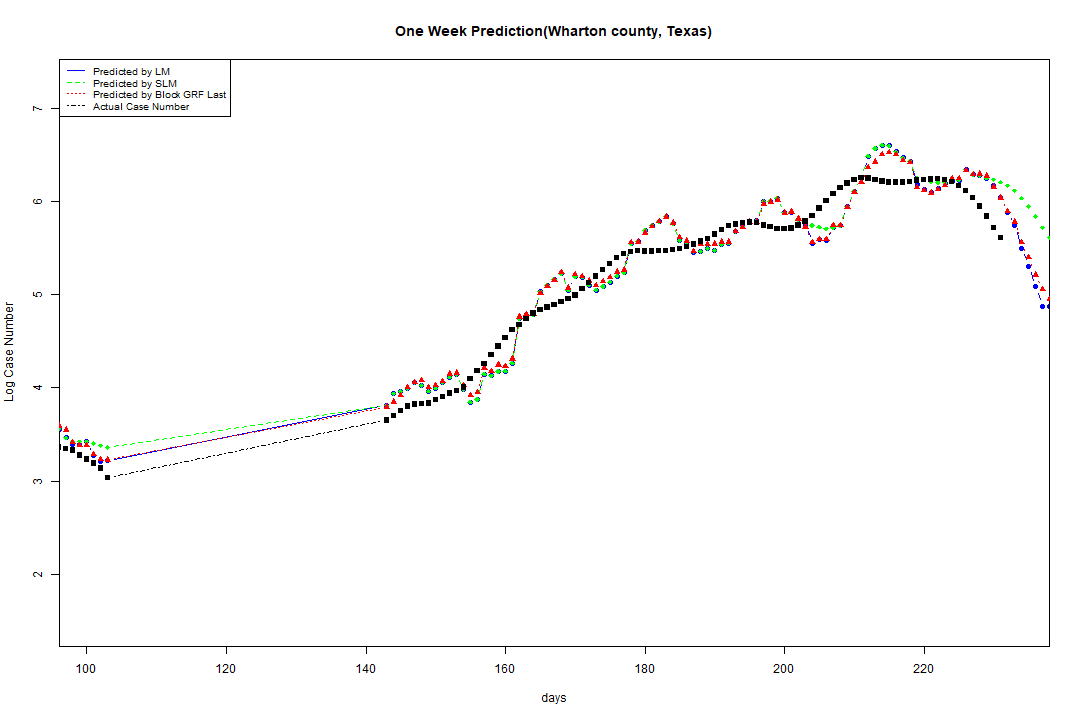 One Week Prediction(Wharton county, Texas)
Predicted by LM
Predicted by SLM
Predicted by Block GRF Last
Actual Case Number
7
6
5
4
3
2
Log Case Number
100 120 140 160 180 200 220
days